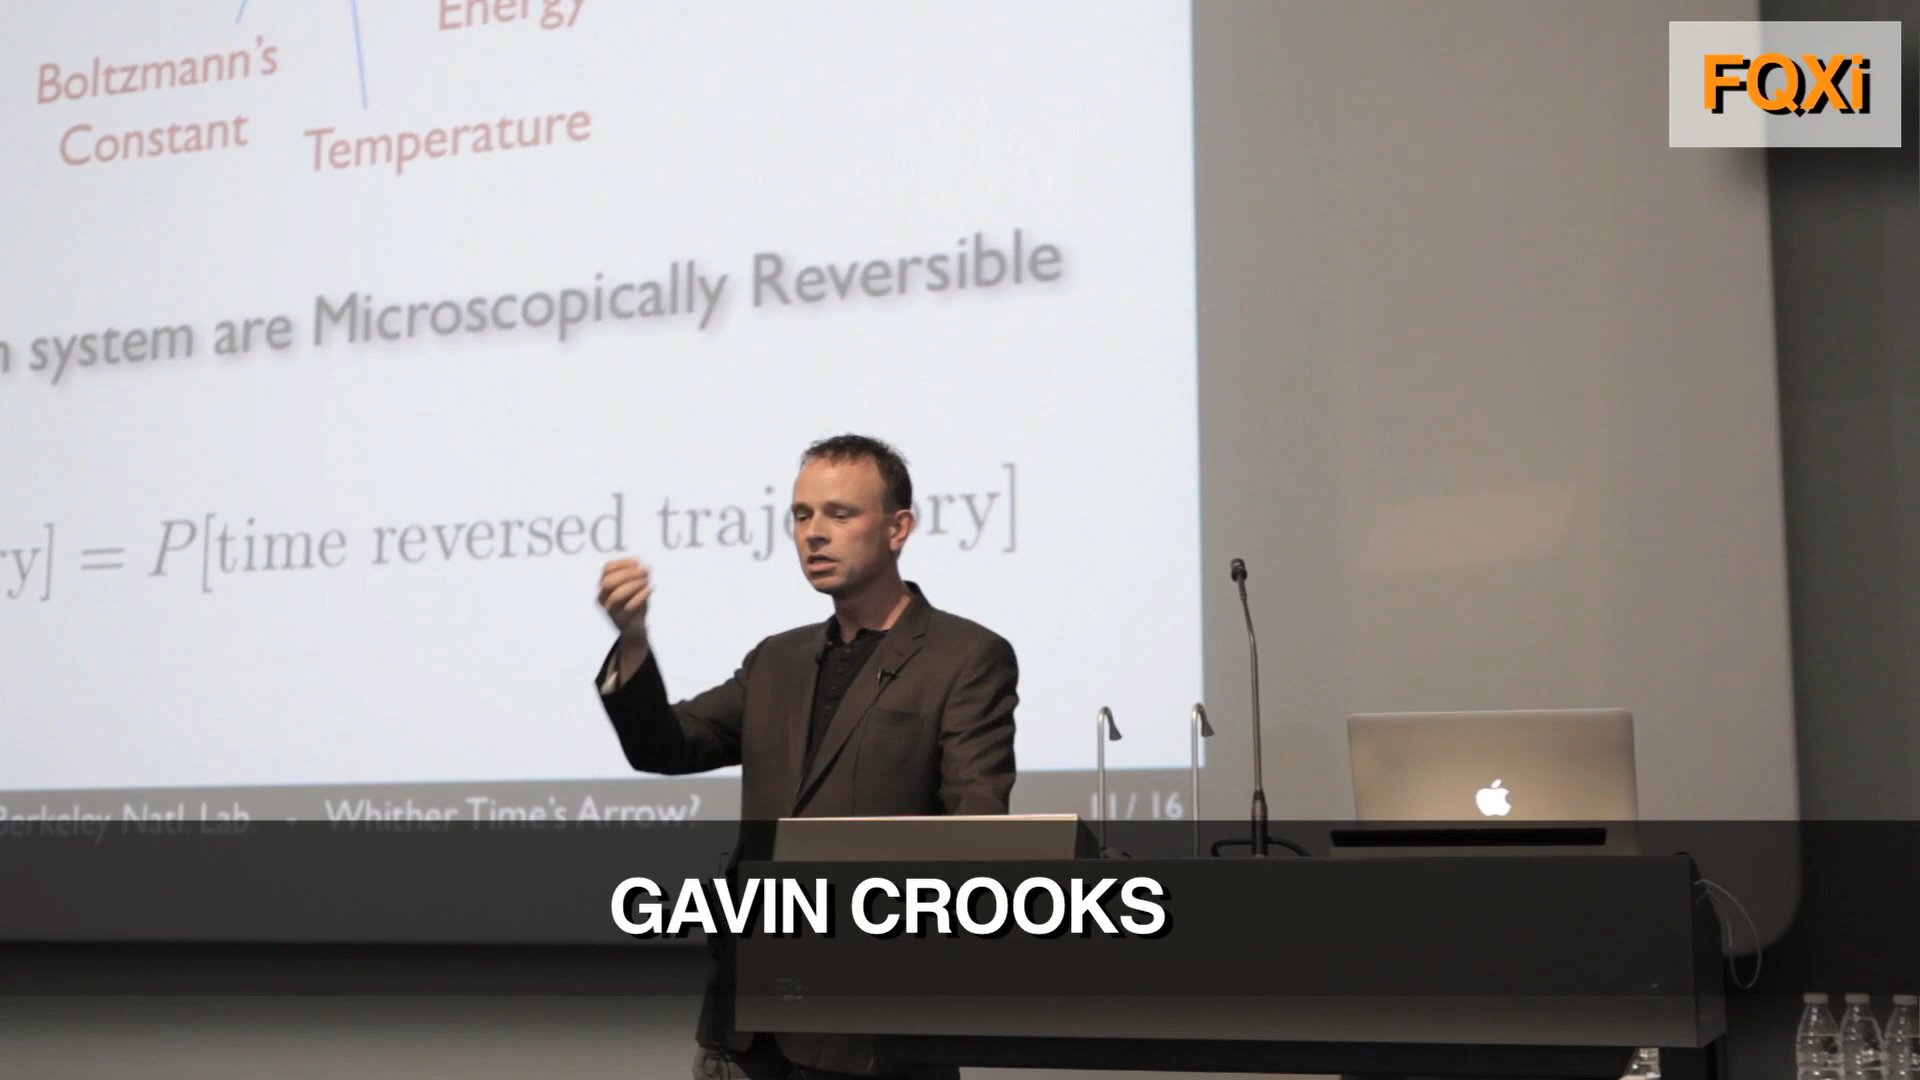 Energy
Boltzmann's
Constant
Temperature
FQXi
system are Microscopically Reversible
ry] = P[time reversed traj ry]
Berkeley Natl. Lab. - Whither Time's Arrow? 11 / 16
GAVIN CROOKS